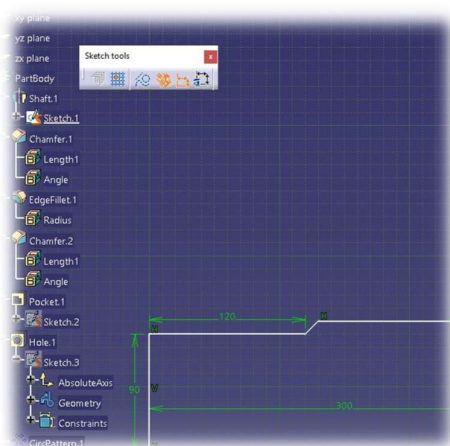 xy plane
yz plane
zx plane
Sketch tools
x
PartBody
Shaft.1
Sketch.1
Chamfer.1
Length1
Angle
EdgeFillet.1
Radius
Chamfer.2
Length1
Angle
Pocket.1
Sketch.2
Hole.1
Sketch.3
AbsoluteAxis
Geometry
Constraints
CircPattern.1
120
H
H
90
V
300